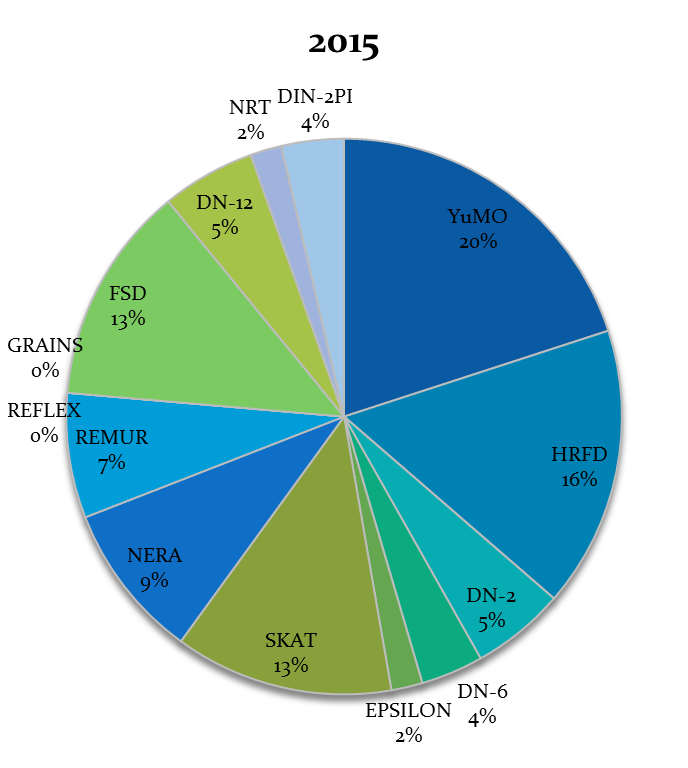 2015
NRT
2%
DIN-2PI
4%
YuMO
20%
DN-12
5%
FSD
13%
GRAINS
0%
REFLEX
0%
REMUR
7%
HRFD
16%
NERA
9%
DN-2
5%
SKAT
13%
DN-6
4%
EPSILON
2%